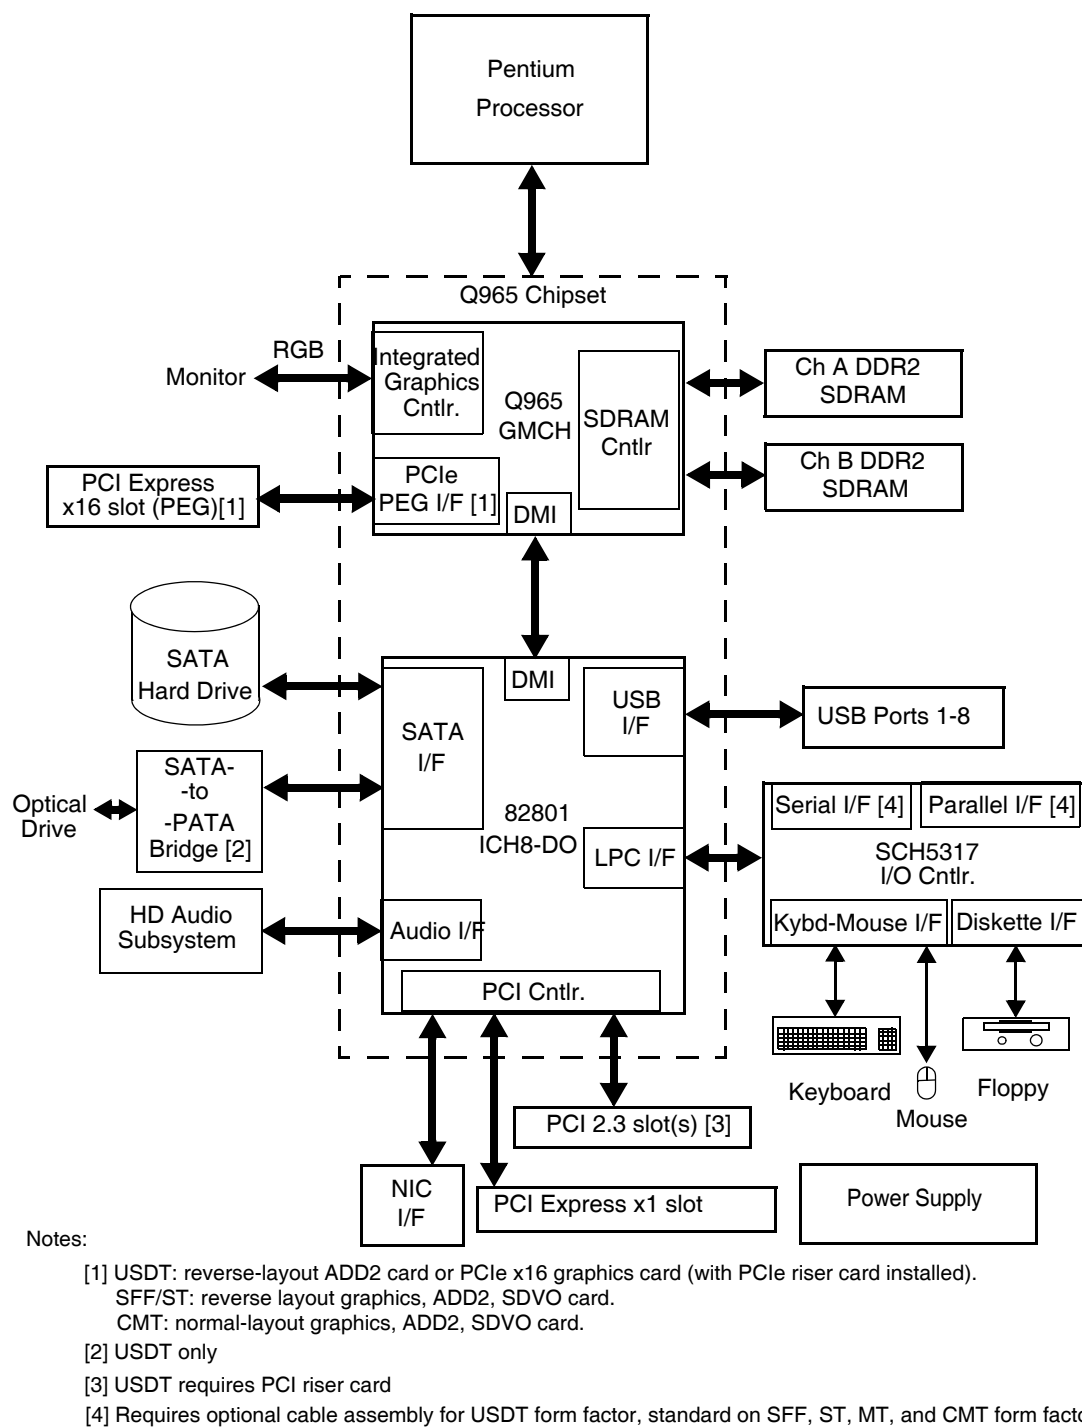 Pentium
Processor
Q965 Chipset
RGB
Monitor
Integrated
Graphics
Cntlr.
Q965
GMCH
SDRAM
Cntlr
Ch A DDR2
SDRAM
Ch B DDR2
SDRAM
PCI Express
x16 slot (PEG)[1]
PCIe
PEG I/F [1]
DMI
SATA
Hard Drive
DMI
SATA
I/F
USB
I/F
USB Ports 1-8
Optical
Drive
SATA-
-to
-PATA
Bridge [2]
82801
ICH8-DO
LPC I/F
Serial I/F [4]
Parallel I/F [4]
SCH5317
I/O Cntlr.
Kybd-Mouse I/F
Diskette I/F
HD Audio
Subsystem
Audio I/F
PCI Cntlr.
Keyboard
Mouse
Floppy
PCI 2.3 slot(s) [3]
NIC
I/F
PCI Express x1 slot
Power Supply
Notes:
[1] USDT: reverse-layout ADD2 card or PCIe x16 graphics card (with PCIe riser card installed).
SFF/ST: reverse layout graphics, ADD2, SDVO card.
CMT: normal-layout graphics, ADD2, SDVO card.
[2] USDT only
[3] USDT requires PCI riser card
[4] Requires optional cable assembly for USDT form factor, standard on SFF, ST, MT, and CMT form